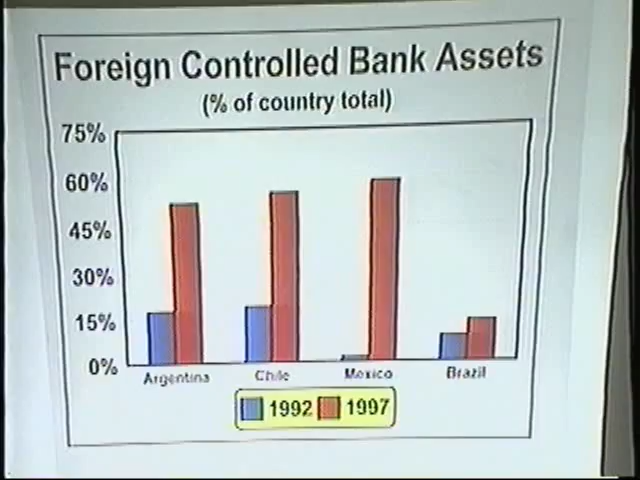 Foreign Controlled Bank Assets
(% of country total)
75%
60%
45%
30%
15%
0%
Argentina Chile Mexico Brazil
1992 1997